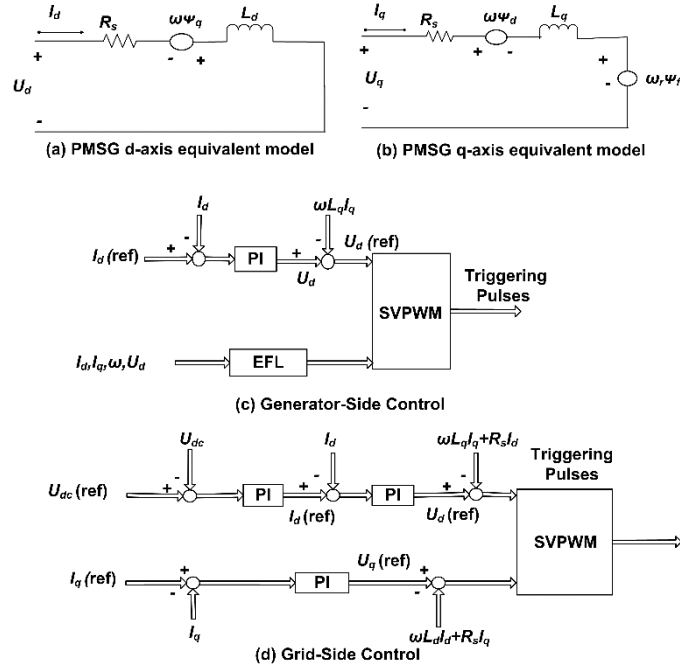 I_d R_s ωΨ_q L_d
+ - +
U_d
-
(a) PMSG d-axis equivalent model
I_q R_s ωΨ_d L_q
+ + - +
U_q - ω_rΨ_f
-
(b) PMSG q-axis equivalent model
I_d ωL_qI_q
- -
I_d (ref) + PI + U_d (ref)
U_d
SVPWM
Triggering
Pulses
I_d,I_q,ω,U_d EFL
(c) Generator-Side Control
U_dc I_d ωL_qI_q+R_sI_d
- - -
U_dc (ref) + PI + PI +
I_d (ref) U_d (ref)
Triggering
Pulses
SVPWM
I_q (ref) + PI U_q (ref) +
- -
I_q ωL_dI_d+R_sI_q
(d) Grid-Side Control